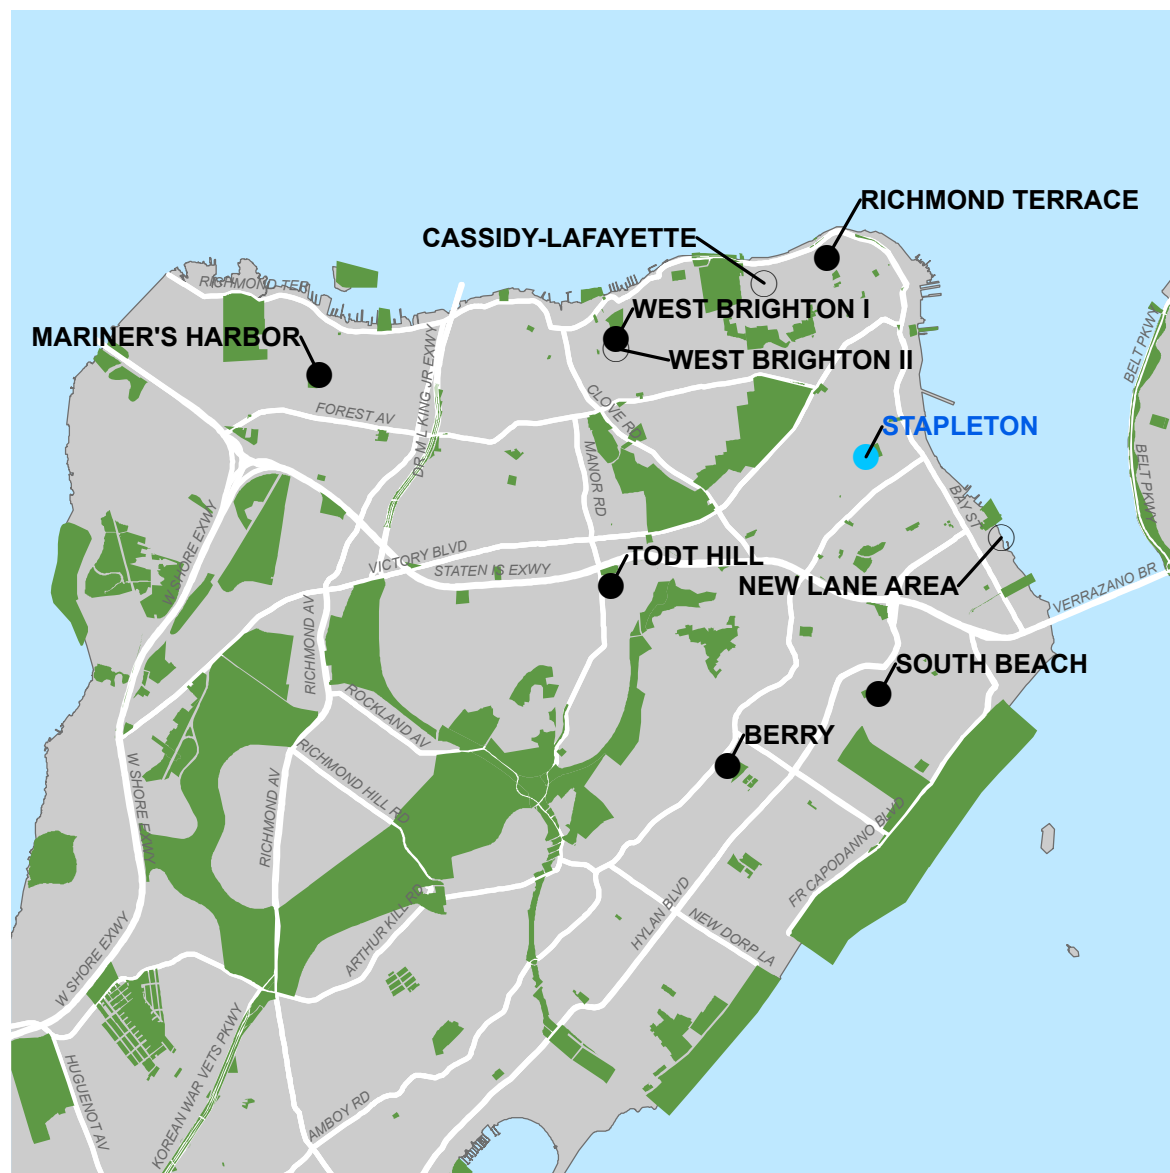 RICHMOND TERRACE
CASSIDY-LAFAYETTE
RICHMOND TER
WEST BRIGHTON I
MARINER'S HARBOR
WEST BRIGHTON II
BELT PKWY
DR M L KING JR EXWY
FOREST AV
CLOVE RD
STAPLETON
MANOR RD
BELT PKWY
BAY ST
W SHORE EXWY
VICTORY BLVD
STATEN IS EXWY
TODT HILL
NEW LANE AREA
VERRAZANO BR
RICHMOND AV
SOUTH BEACH
ROCKLAND AV
BERRY
RICHMOND HILL RD
W SHORE EXWY
RICHMOND AV
FR CAPODANNO BLVD
ARTHUR KILL RD
HYLAN BLVD
NEW DORP LA
W SHORE EXWY
KOREAN WAR VETS PKWY
HUGUENOT AV
AMBOY RD